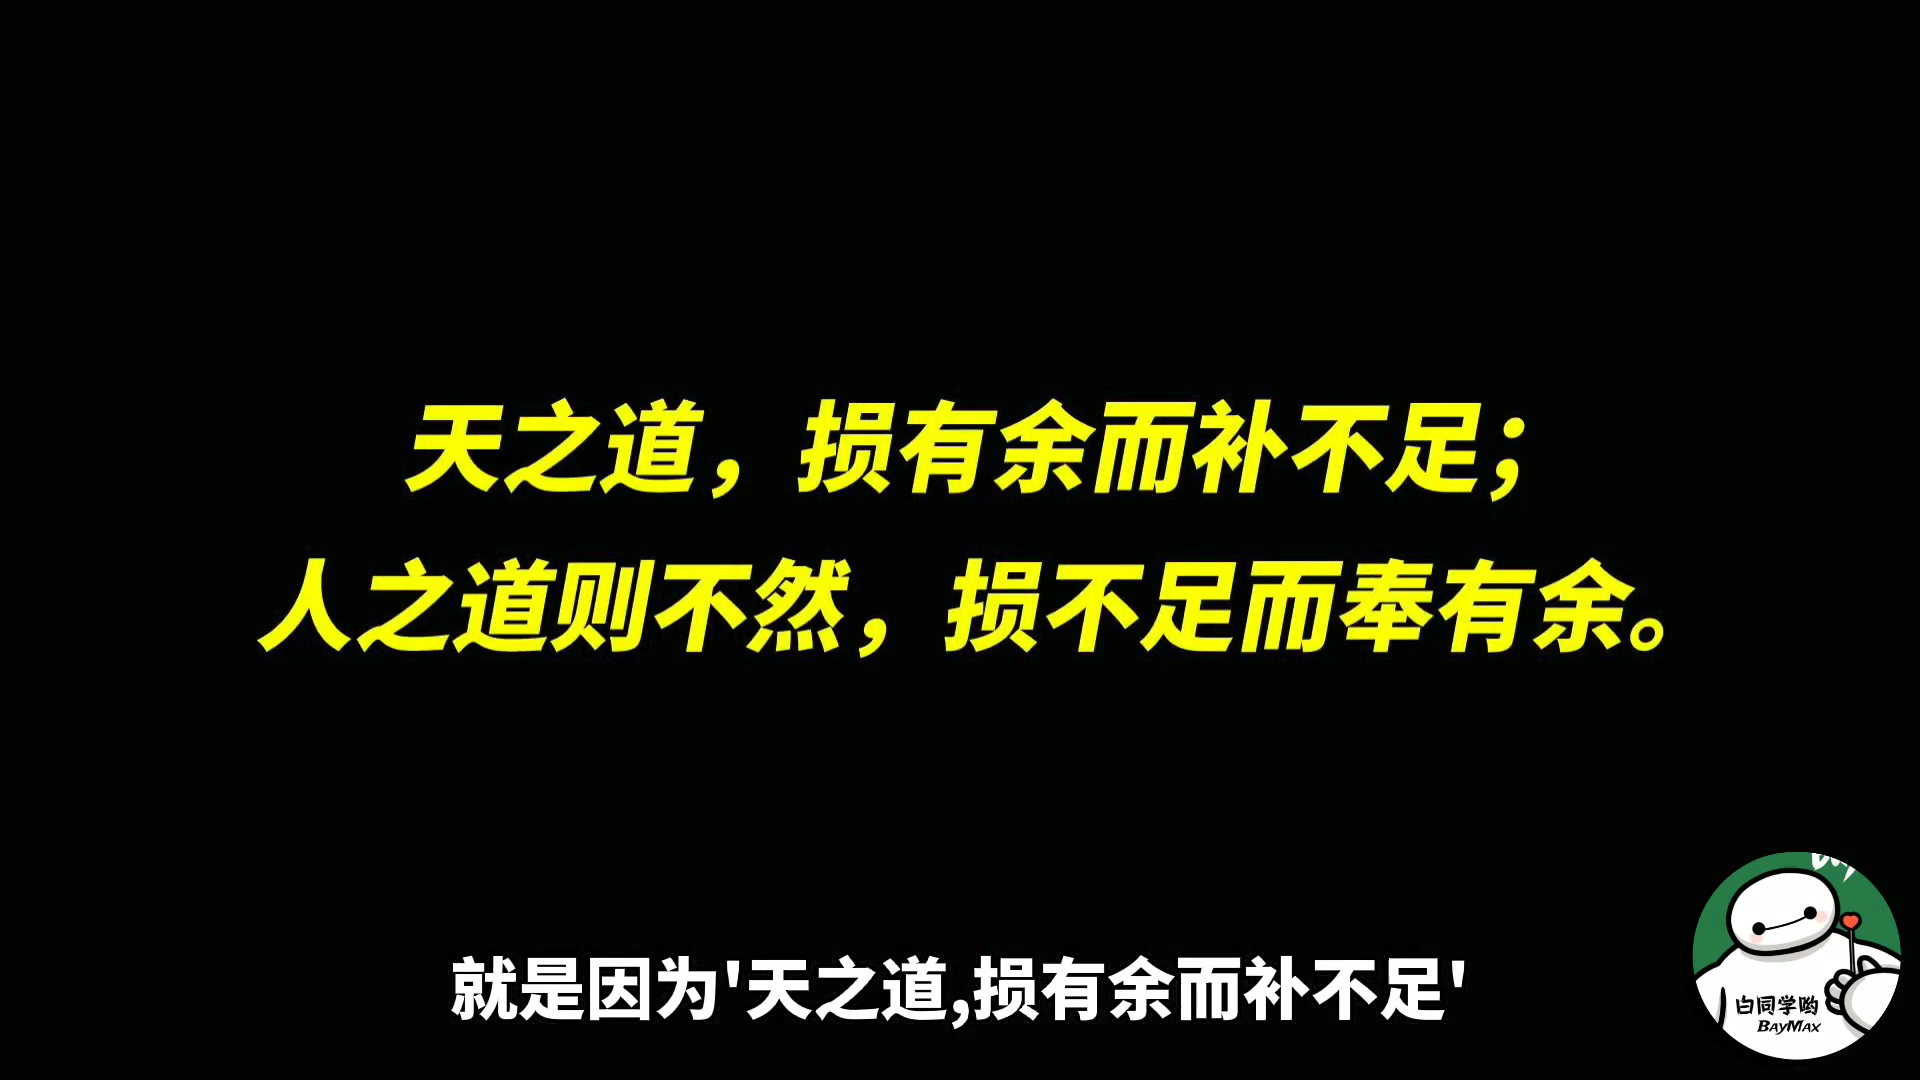 天之道，损有余而补不足；
人之道则不然，损不足而奉有余。
就是因为'天之道,损有余而补不足'
白同学哟
BAYMAX